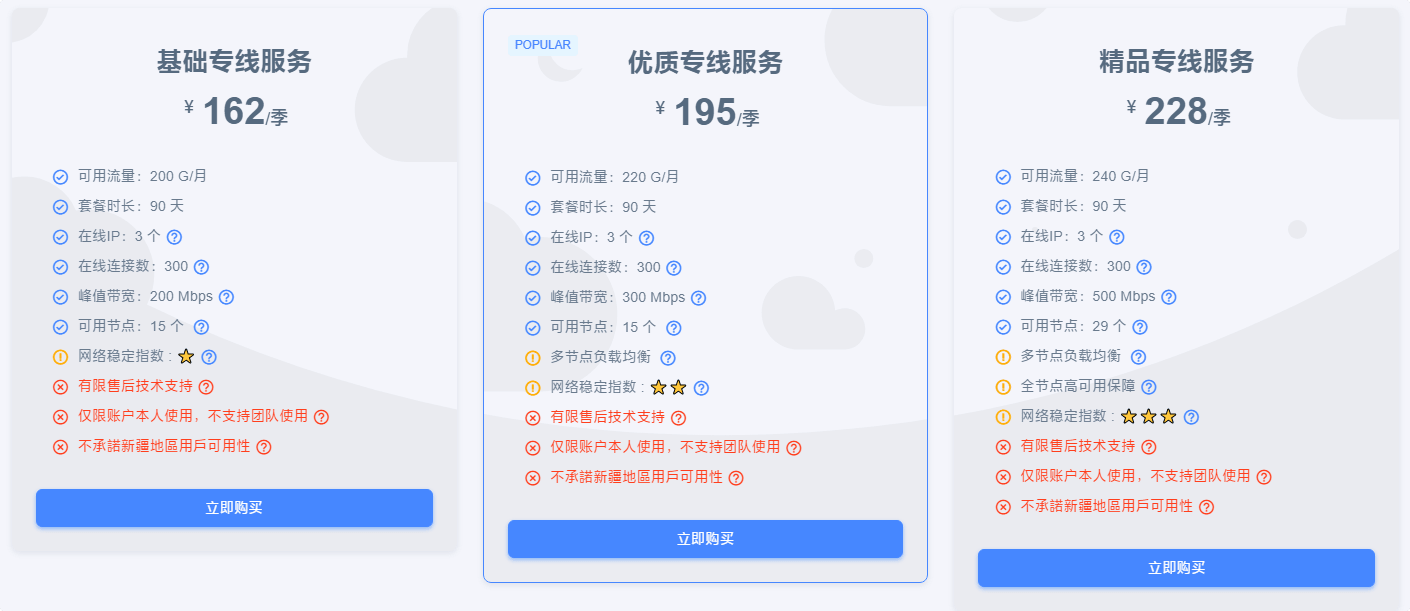 基础专线服务
¥ 162/季
可用流量：200 G/月
套餐时长：90 天
在线IP：3 个
在线连接数：300
峰值带宽：200 Mbps
可用节点：15 个
网络稳定指数 :
有限售后技术支持
仅限账户本人使用，不支持团队使用
不承諾新疆地區用戶可用性
立即购买
POPULAR
优质专线服务
¥ 195/季
可用流量：220 G/月
套餐时长：90 天
在线IP：3 个
在线连接数：300
峰值带宽：300 Mbps
可用节点：15 个
多节点负载均衡
网络稳定指数 :
有限售后技术支持
仅限账户本人使用，不支持团队使用
不承諾新疆地區用戶可用性
立即购买
精品专线服务
¥ 228/季
可用流量：240 G/月
套餐时长：90 天
在线IP：3 个
在线连接数：300
峰值带宽：500 Mbps
可用节点：29 个
多节点负载均衡
全节点高可用保障
网络稳定指数 :
有限售后技术支持
仅限账户本人使用，不支持团队使用
不承諾新疆地區用戶可用性
立即购买